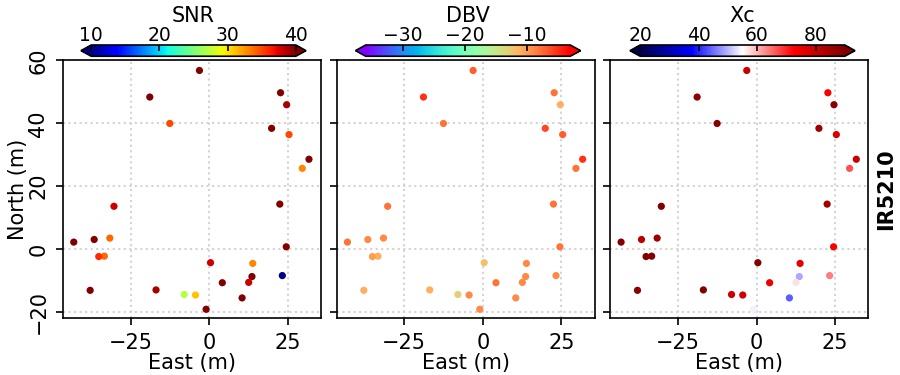 SNR DBV Xc
10 20 30 40 −30 −20 −10 20 40 60 80
60
40
20
0
−20
North (m)
IR5210
−25 0 25 −25 0 25 −25 0 25
East (m) East (m) East (m)